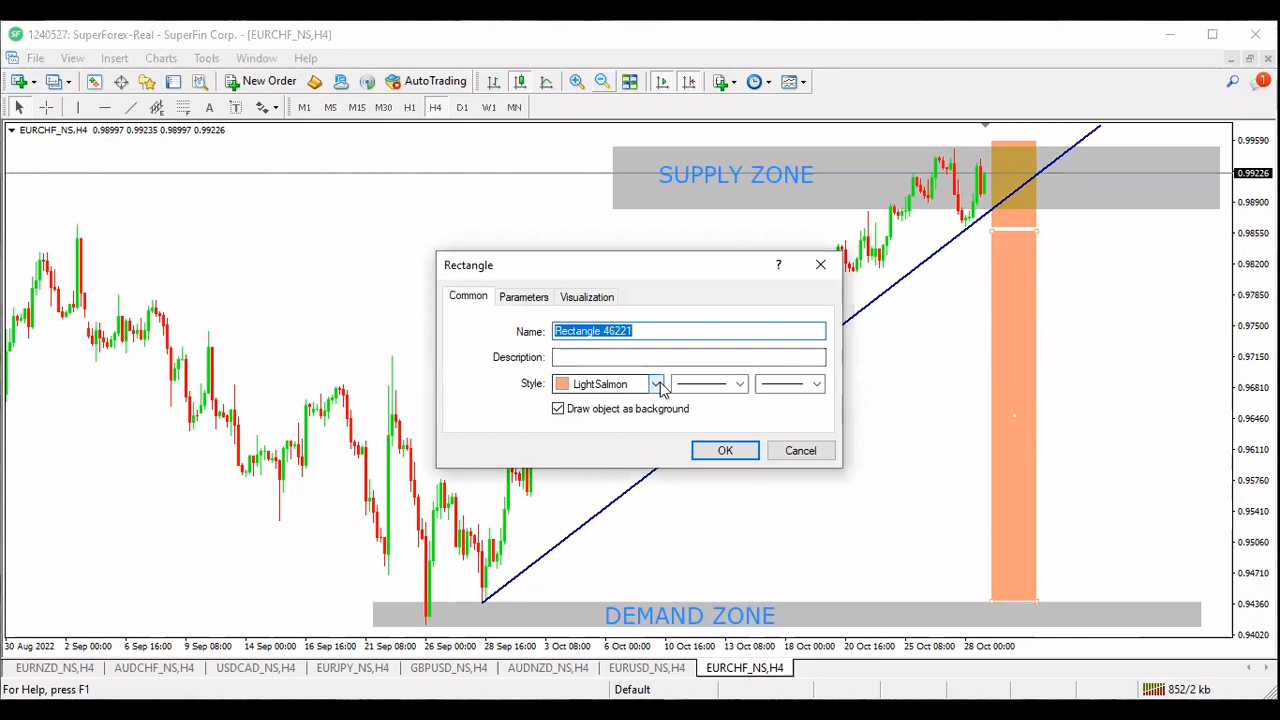 1240527: SuperForex-Real - SuperFin Corp. - [EURCHF_NS,H4]
File View Insert Charts Tools Window Help
New Order AutoTrading 1
A T M1 M5 M15 M30 H1 H4 D1 W1 MN
EURCHF_NS,H4 0.98997 0.99235 0.98997 0.99226
0.99590
SUPPLY ZONE
0.99226
0.98900
0.98555
0.98200
0.97855
0.97500
0.97155
0.96810
0.96455
0.96110
0.95760
0.95410
0.95060
0.94710
0.94360
0.94020
Rectangle ?
Common Parameters Visualization
Name: Rectangle 46221
Description:
Style: LightSalmon
Draw object as background
OK Cancel
DEMAND ZONE
30 Aug 2022 2 Sep 00:00 6 Sep 16:00 9 Sep 08:00 14 Sep 00:00 16 Sep 16:00 21 Sep 08:00 26 Sep 00:00 28 Sep 16:00 3 Oct 08:00 6 Oct 00:00 10 Oct 16:00 13 Oct 08:00 18 Oct 00:00 20 Oct 16:00 25 Oct 08:00 28 Oct 00:00
EURNZD_NS,H4 AUDCHF_NS,H4 USDCAD_NS,H4 EURJPY_NS,H4 GBPUSD_NS,H4 AUDNZD_NS,H4 EURUSD_NS,H4 EURCHF_NS,H4
For Help, press F1 Default 852/2 kb